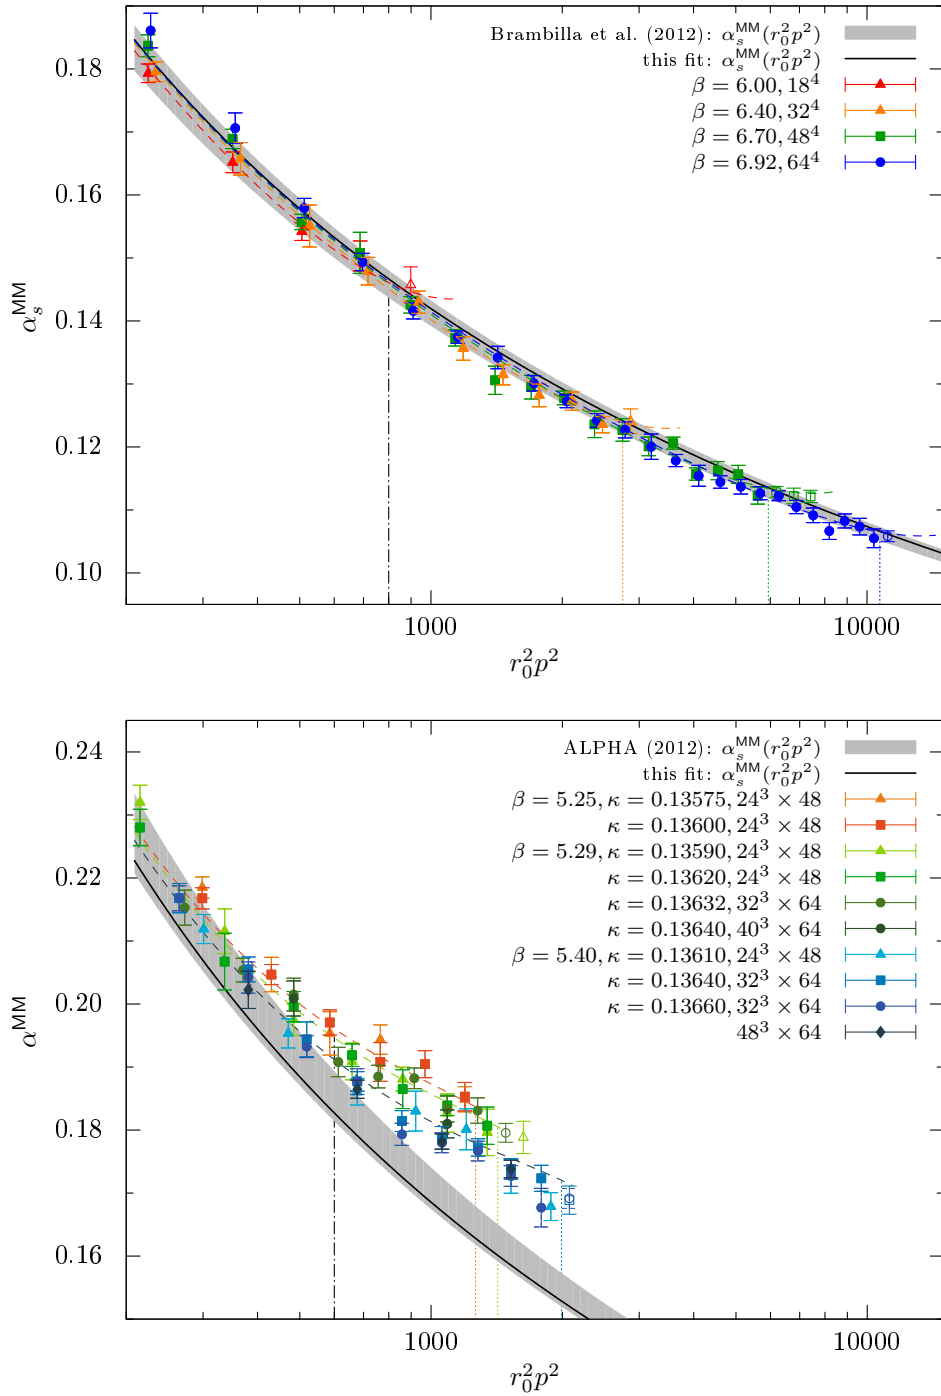 Brambilla et al. (2012): α_s^MM(r_0^2p^2)
this fit: α_s^MM(r_0^2p^2)
β = 6.00, 18^4
β = 6.40, 32^4
β = 6.70, 48^4
β = 6.92, 64^4
0.18
0.16
0.14
0.12
0.10
α_s^MM
1000
10000
r_0^2p^2
ALPHA (2012): α_s^MM(r_0^2p^2)
this fit: α_s^MM(r_0^2p^2)
β = 5.25, κ = 0.13575, 24^3 × 48
κ = 0.13600, 24^3 × 48
β = 5.29, κ = 0.13590, 24^3 × 48
κ = 0.13620, 24^3 × 48
κ = 0.13632, 32^3 × 64
κ = 0.13640, 40^3 × 64
β = 5.40, κ = 0.13610, 24^3 × 48
κ = 0.13640, 32^3 × 64
κ = 0.13660, 32^3 × 64
48^3 × 64
0.24
0.22
0.20
0.18
0.16
α^MM
1000
10000
r_0^2p^2